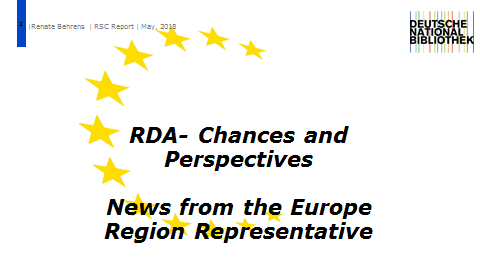 2 |Renate Behrens | RSC Report | May, 2018
DEUTSCHE
NATIONAL
BIBLIOTHEK
RDA- Chances and
Perspectives
News from the Europe
Region Representative